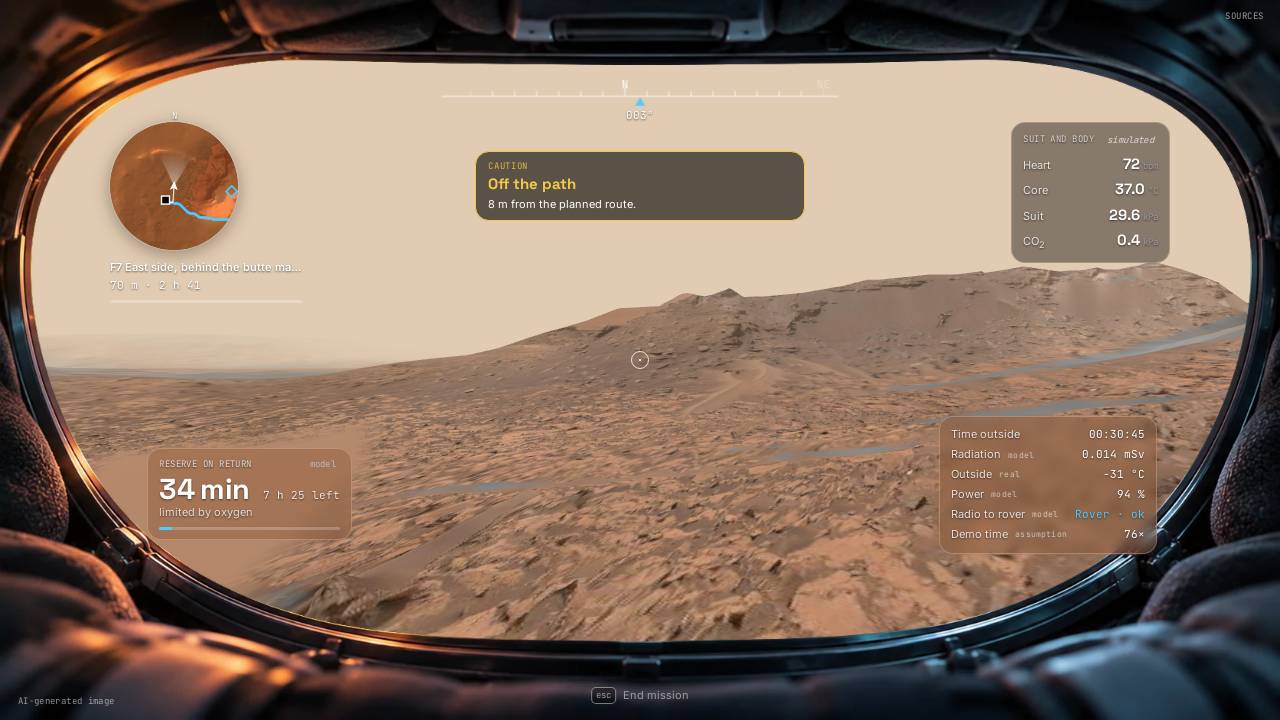 SOURCES
N
NE
003°
N
F7 East side, behind the butte ma...
70 m · 2 h 41
CAUTION
Off the path
8 m from the planned route.
SUIT AND BODY simulated
Heart 72 bpm
Core 37.0 °C
Suit 29.6 kPa
CO2 0.4 kPa
RESERVE ON RETURN model
34 min 7 h 25 left
limited by oxygen
Time outside 00:30:45
Radiation model 0.014 mSv
Outside real -31 °C
Power model 94 %
Radio to rover model Rover · ok
Demo time assumption 76×
esc End mission
AI-generated image